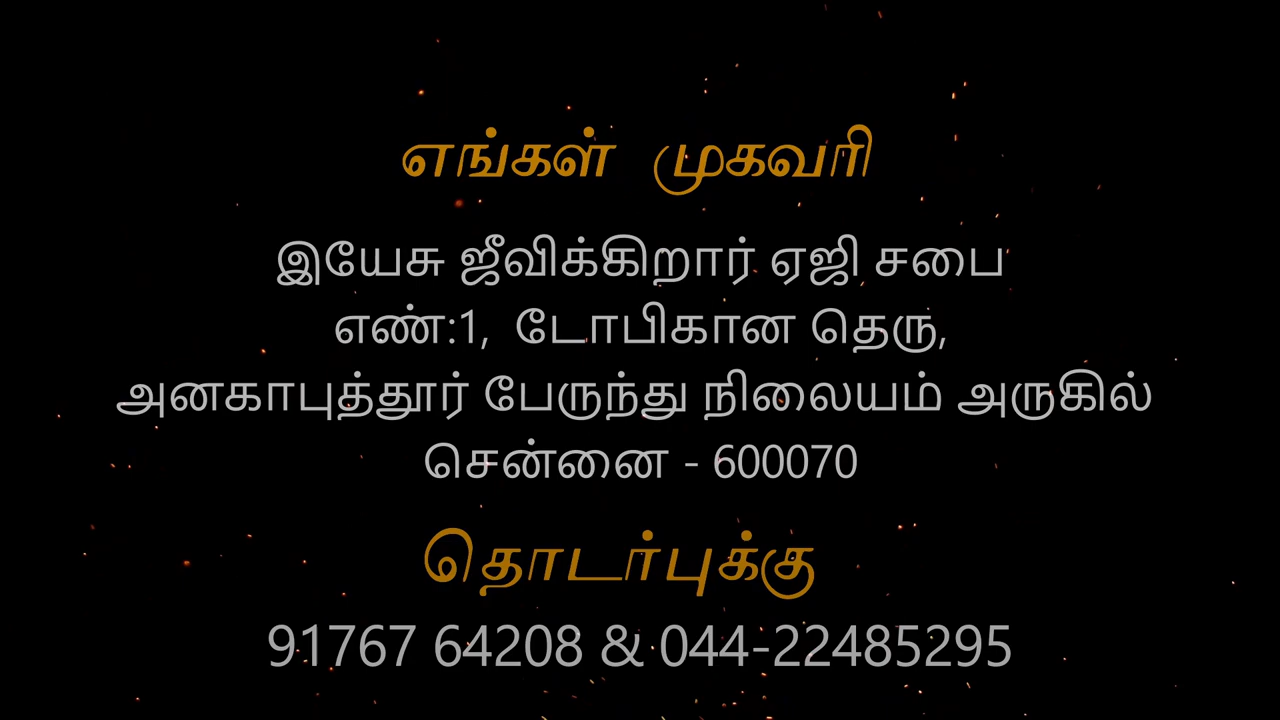 எங்கள் முகவரி
இயேசு ஜீவிக்கிறார் ஏஜி சபை
எண்:1, டோபிகான தெரு,
அனகாபுத்தூர் பேருந்து நிலையம் அருகில்
சென்னை - 600070
தொடர்புக்கு
91767 64208 & 044-22485295